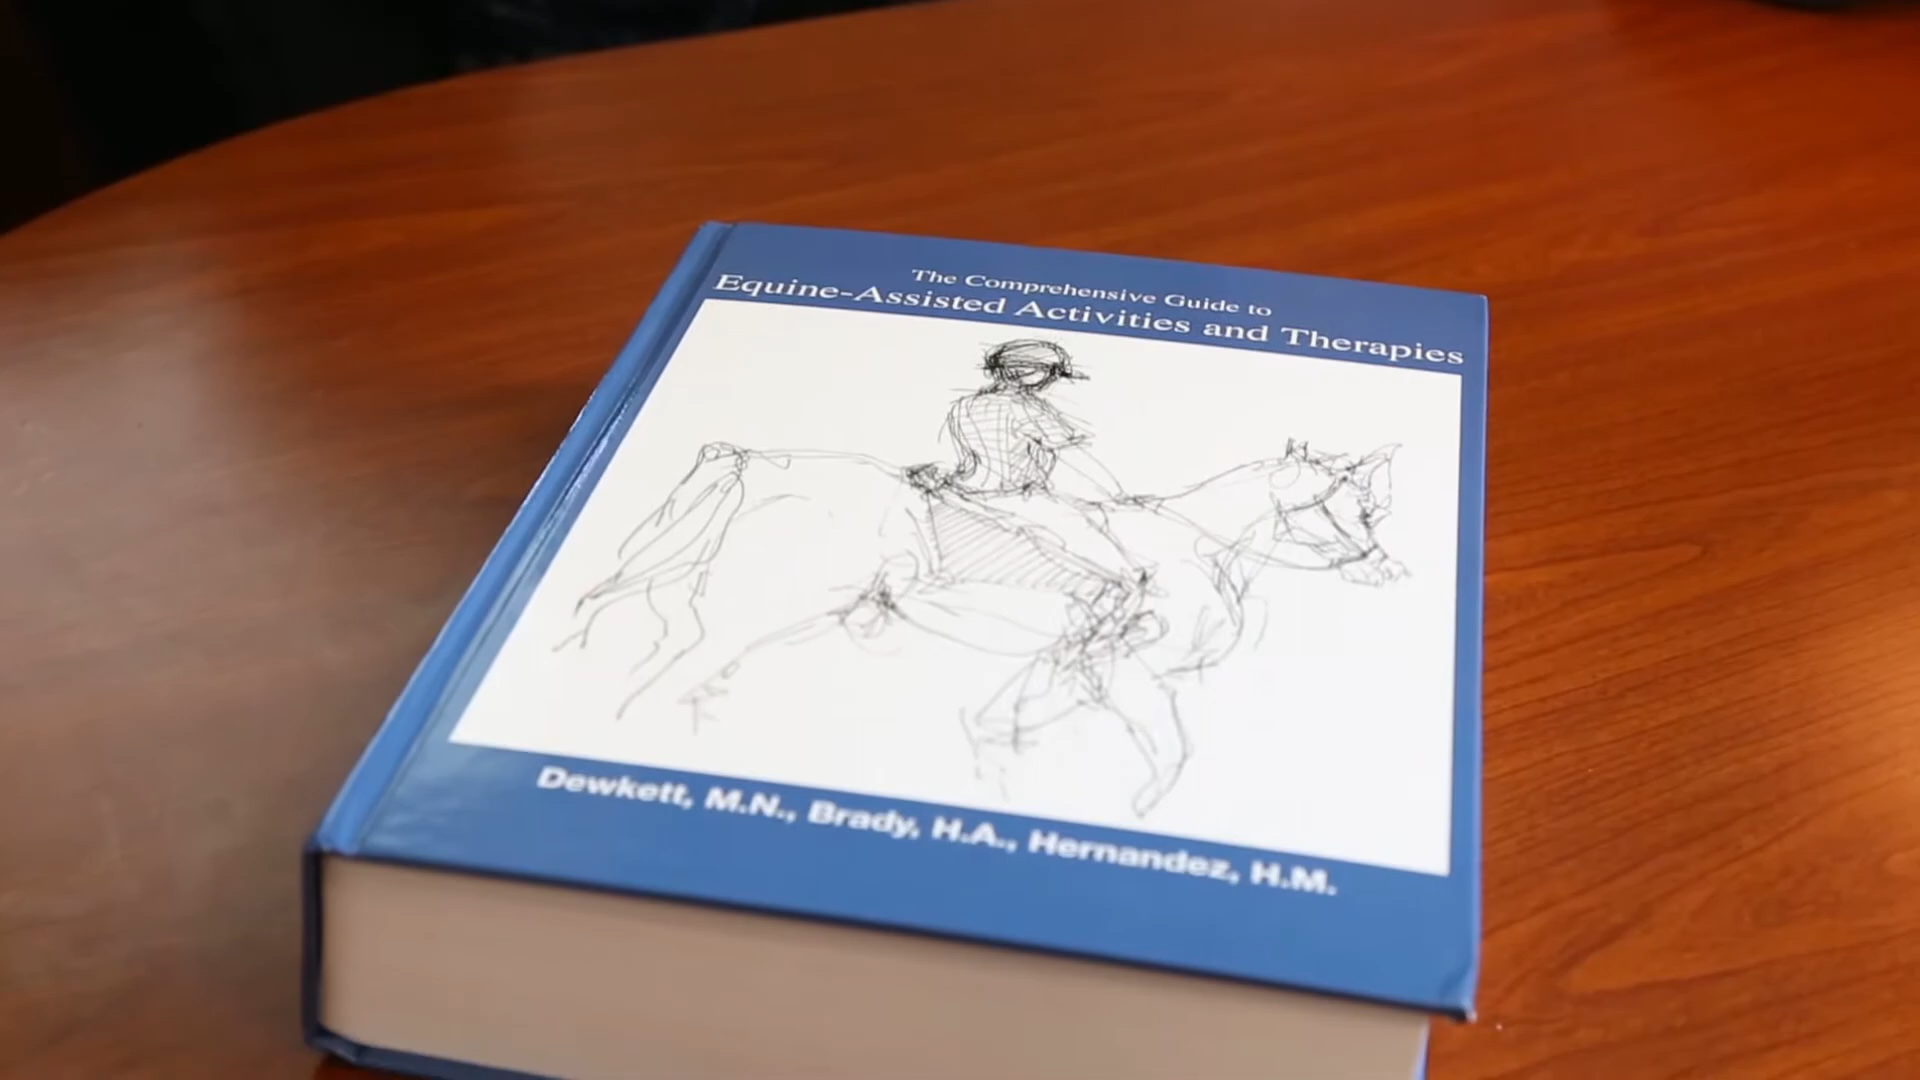 The Comprehensive Guide to
Equine-Assisted Activities and Therapies
Dewkett, M.N., Brady, H.A., Hernandez, H.M.